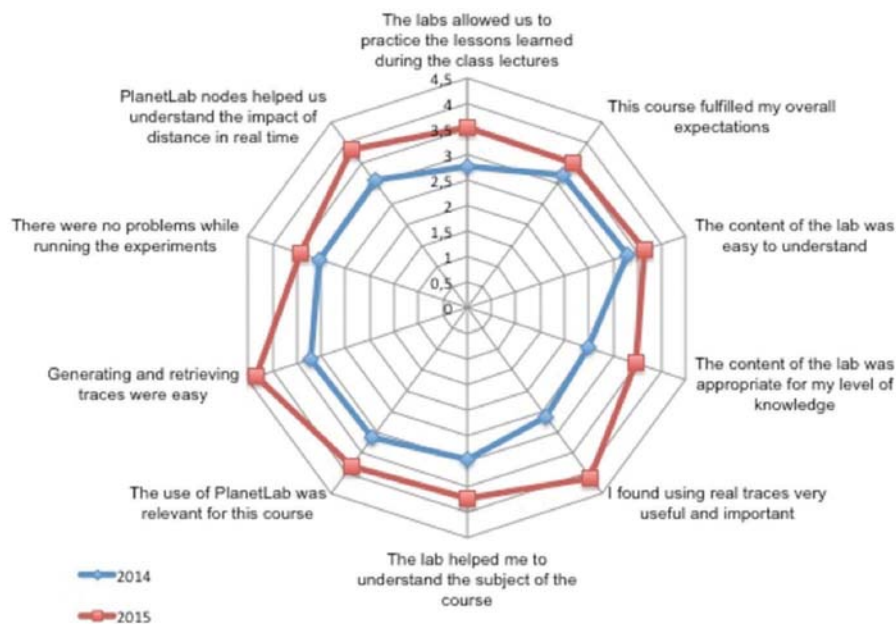 The labs allowed us to
practice the lessons learned
during the class lectures
4,5
4
3,5
3
2,5
2
1,5
1
0,5
0
This course fulfilled my overall
expectations
The content of the lab was
easy to understand
The content of the lab was
appropriate for my level of
knowledge
I found using real traces very
useful and important
The lab helped me to
understand the subject of the
course
The use of PlanetLab was
relevant for this course
Generating and retrieving
traces were easy
There were no problems while
running the experiments
PlanetLab nodes helped us
understand the impact of
distance in real time
2014
2015